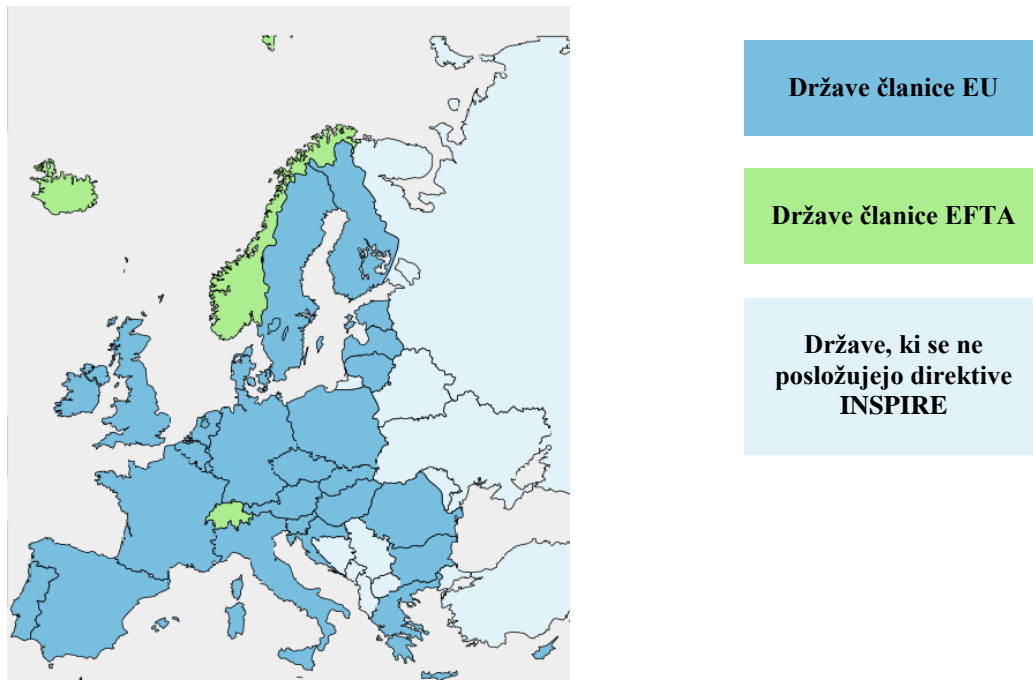 Države članice EU
Države članice EFTA
Države, ki se ne
posložujejo direktive
INSPIRE